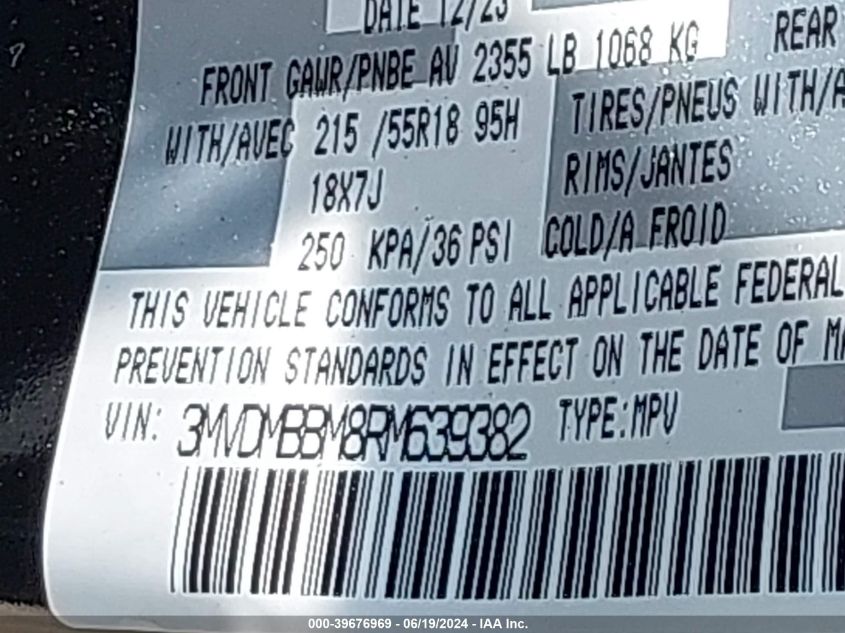 DATE 12/23
FRONT GAWR/PNBE AV 2355 LB 1068 KG REAR
WITH/AVEC 215 /55R18 95H TIRES/PNEUS WITH/A
18X7J RIMS/JANTES
250 KPA/36 PSI COLD/A FROID
THIS VEHICLE CONFORMS TO ALL APPLICABLE FEDERAL
PREVENTION STANDARDS IN EFFECT ON THE DATE OF MA
VIN: 3MVDMBBM8RM639382 TYPE:MPV
000-39676969 - 06/19/2024 - IAA Inc.